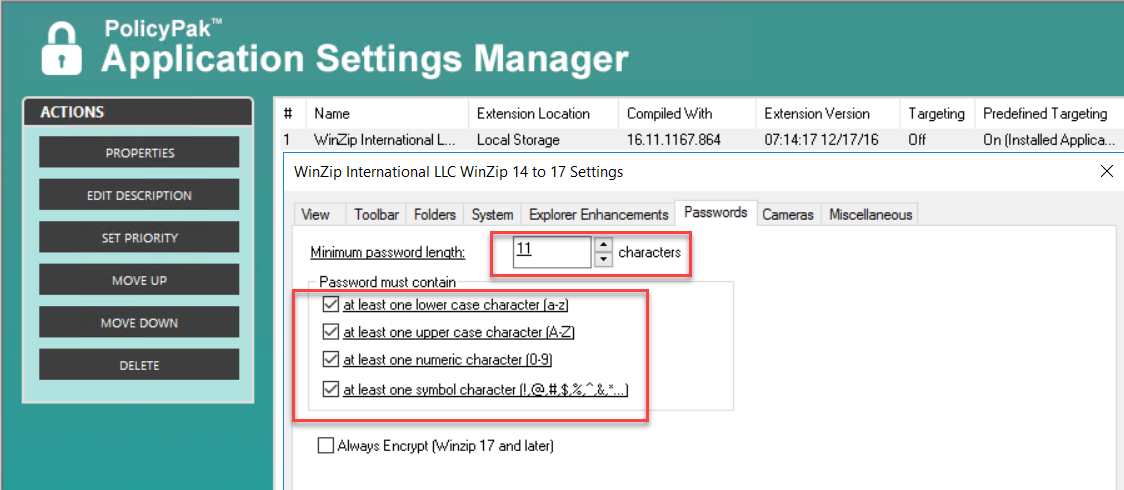 PolicyPak™
Application Settings Manager
ACTIONS
PROPERTIES
EDIT DESCRIPTION
SET PRIORITY
MOVE UP
MOVE DOWN
DELETE
# Name Extension Location Compiled With Extension Version Targeting Predefined Targeting
1 WinZip International L... Local Storage 16.11.1167.864 07:14:17 12/17/16 Off On (Installed Applica...
WinZip International LLC WinZip 14 to 17 Settings
View Toolbar Folders System Explorer Enhancements Passwords Cameras Miscellaneous
Minimum password length: 11 characters
Password must contain
at least one lower case character (a-z)
at least one upper case character (A-Z)
at least one numeric character (0-9)
at least one symbol character (!,@,#,$,%,^,&,*...)
Always Encrypt (Winzip 17 and later)